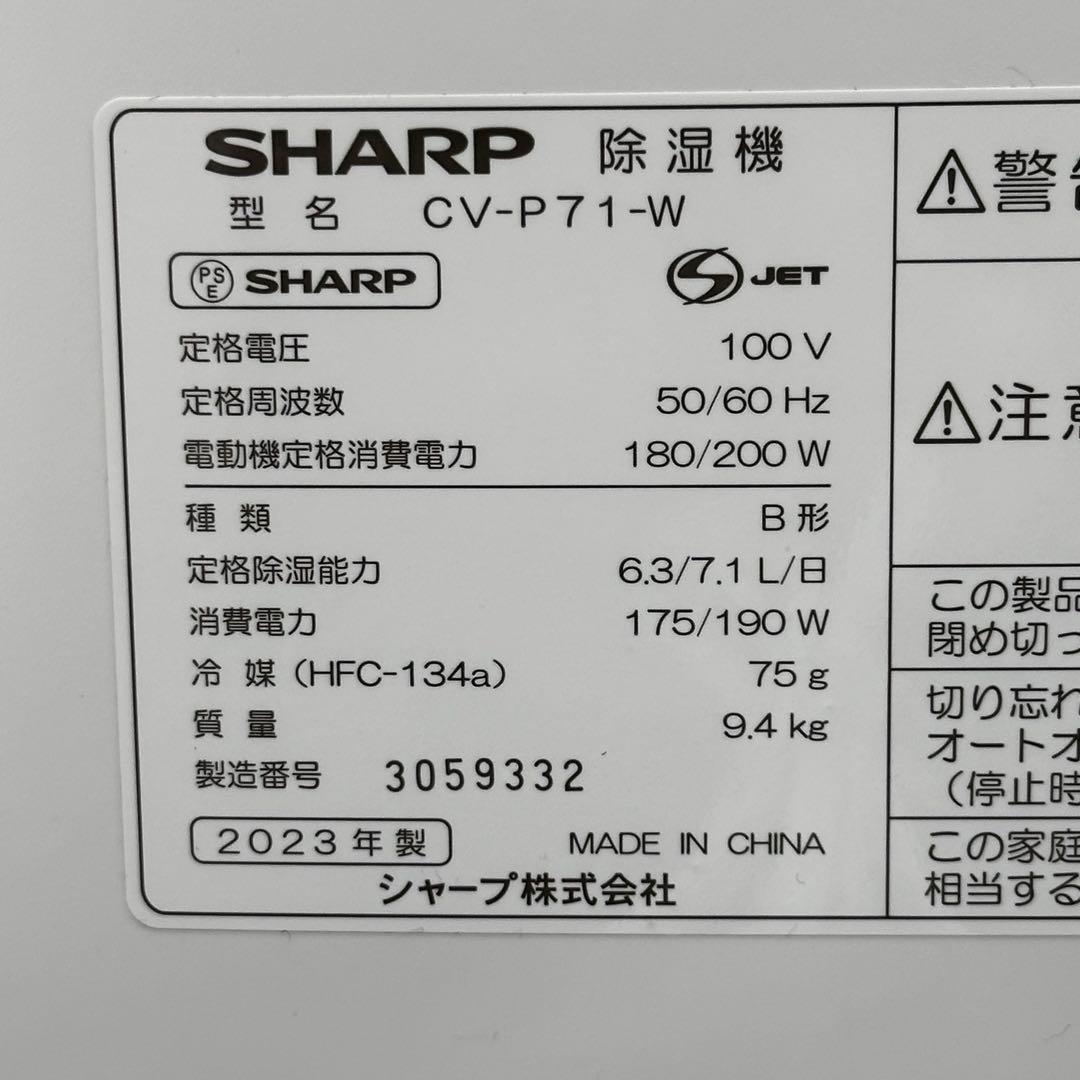 SHARP 除湿機
型名 CV-P71-W
PSE SHARP
S JET
定格電圧 100 V
定格周波数 50/60 Hz
電動機定格消費電力 180/200 W
種類 B 形
定格除湿能力 6.3/7.1 L/日
消費電力 175/190 W
冷媒（HFC-134a） 75 g
質量 9.4 kg
製造番号 3059332
2023年製 MADE IN CHINA
シャープ株式会社
警告
注意
この製品
閉め切っ
切り忘れ
オートオ
（停止時
この家庭
相当する